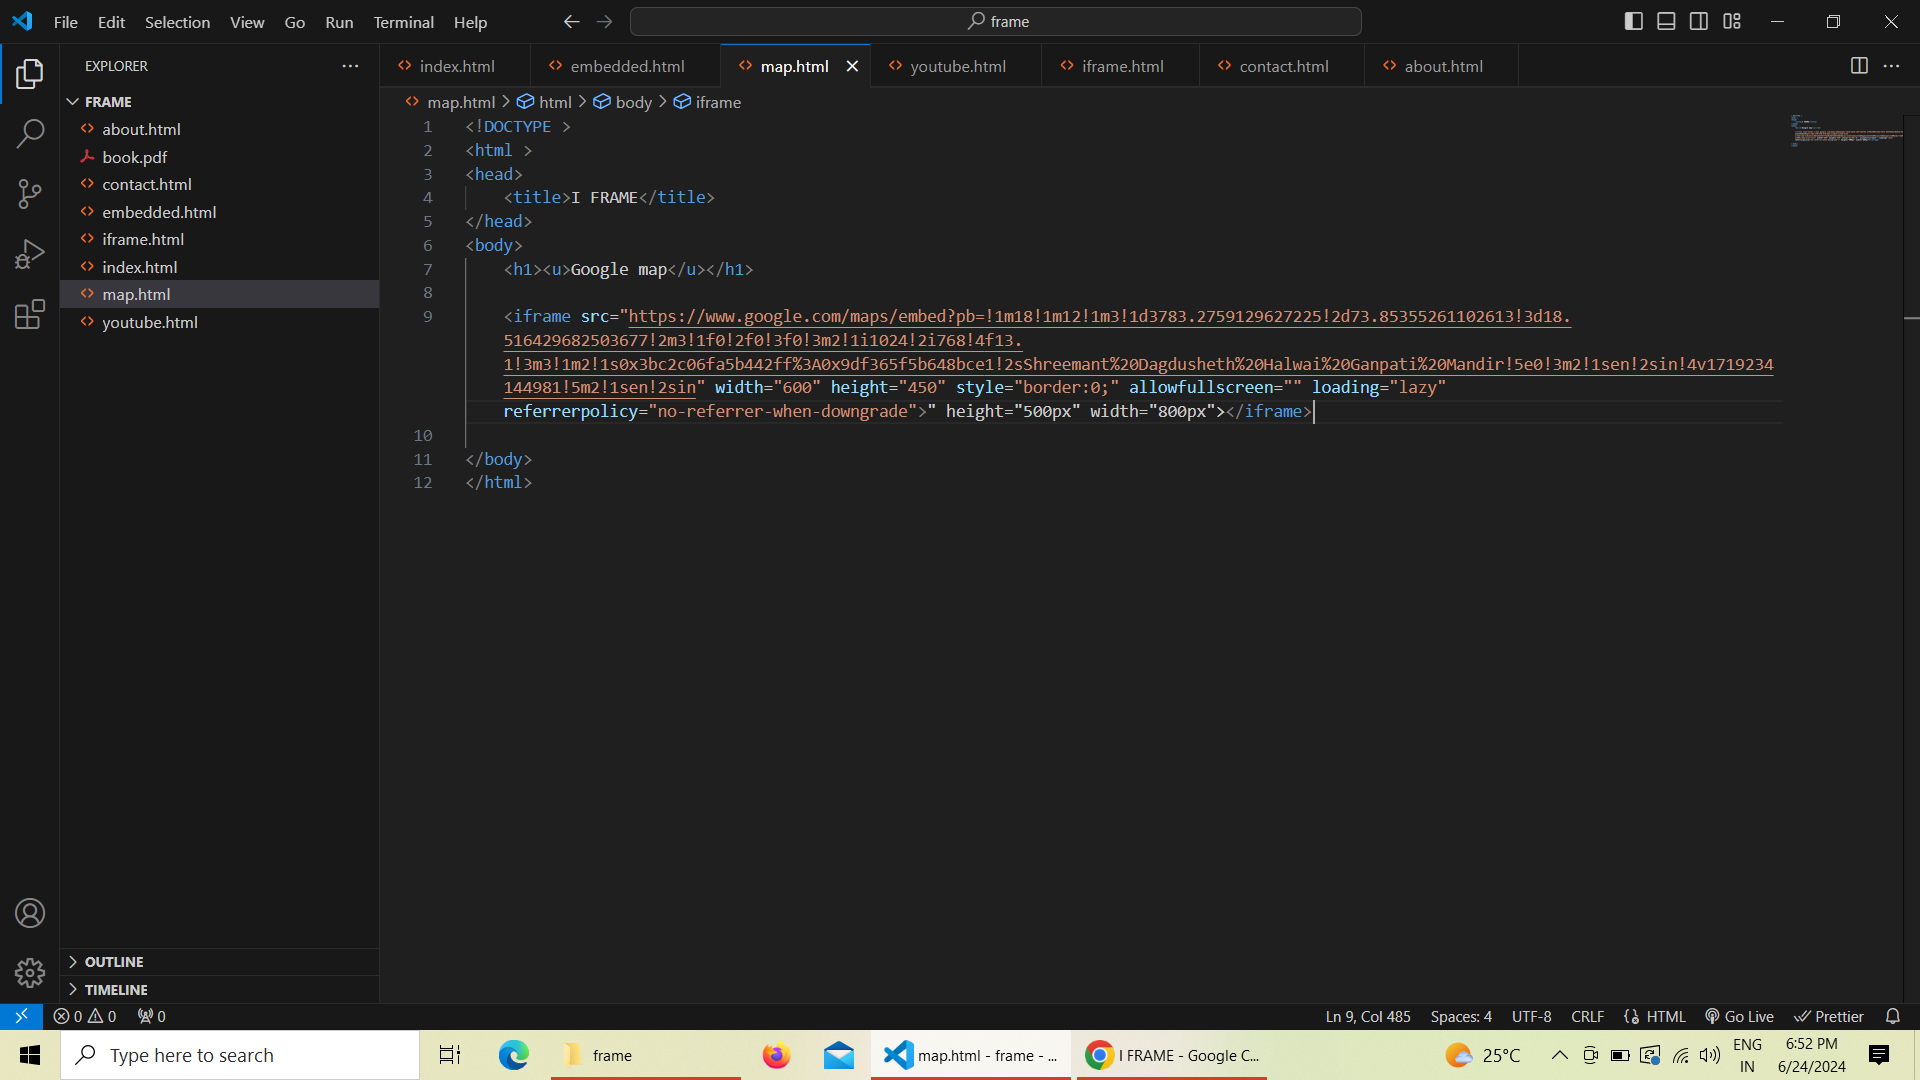 File Edit Selection View Go Run Terminal Help
frame
EXPLORER
FRAME
about.html
book.pdf
contact.html
embedded.html
iframe.html
index.html
map.html
youtube.html
OUTLINE
TIMELINE
index.html embedded.html map.html youtube.html iframe.html contact.html about.html
map.html > html > body > iframe
1 <!DOCTYPE >
2 <html >
3 <head>
4 <title>I FRAME</title>
5 </head>
6 <body>
7 <h1><u>Google map</u></h1>
8
9 <iframe src="https://www.google.com/maps/embed?pb=!1m18!1m12!1m3!1d3783.2759129627225!2d73.85355261102613!3d18.
516429682503677!2m3!1f0!2f0!3f0!3m2!1i1024!2i768!4f13.
1!3m3!1m2!1s0x3bc2c06fa5b442ff%3A0x9df365f5b648bce1!2sShreemant%20Dagdusheth%20Halwai%20Ganpati%20Mandir!5e0!3m2!1sen!2sin!4v1719234
144981!5m2!1sen!2sin" width="600" height="450" style="border:0;" allowfullscreen="" loading="lazy"
referrerpolicy="no-referrer-when-downgrade">" height="500px" width="800px"></iframe>
10
11 </body>
12 </html>
0 0 0
Ln 9, Col 485 Spaces: 4 UTF-8 CRLF HTML Go Live Prettier
Type here to search
frame
map.html - frame - ...
I FRAME - Google C...
25°C
ENG
IN
6:52 PM
6/24/2024